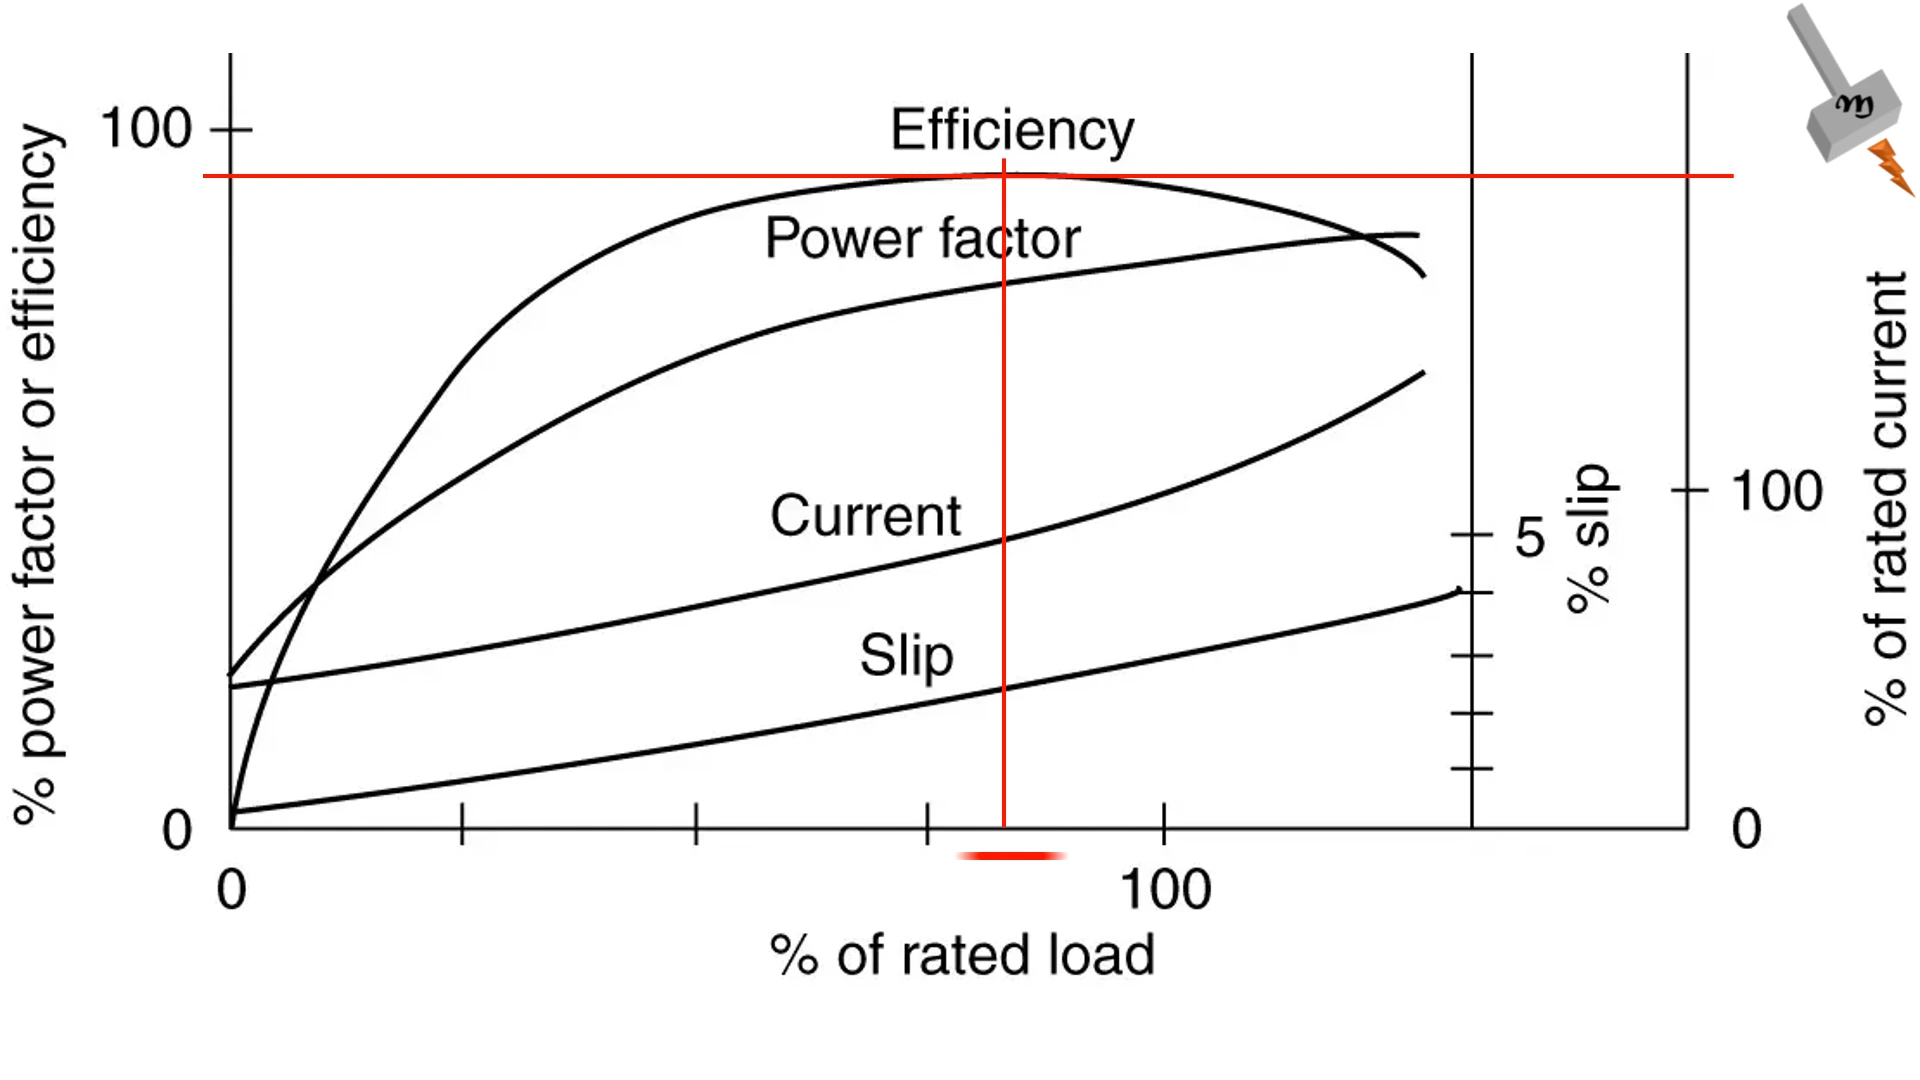 % power factor or efficiency
100
0
Efficiency
Power factor
Current
Slip
5
% slip
100
0
% of rated current
0
100
% of rated load